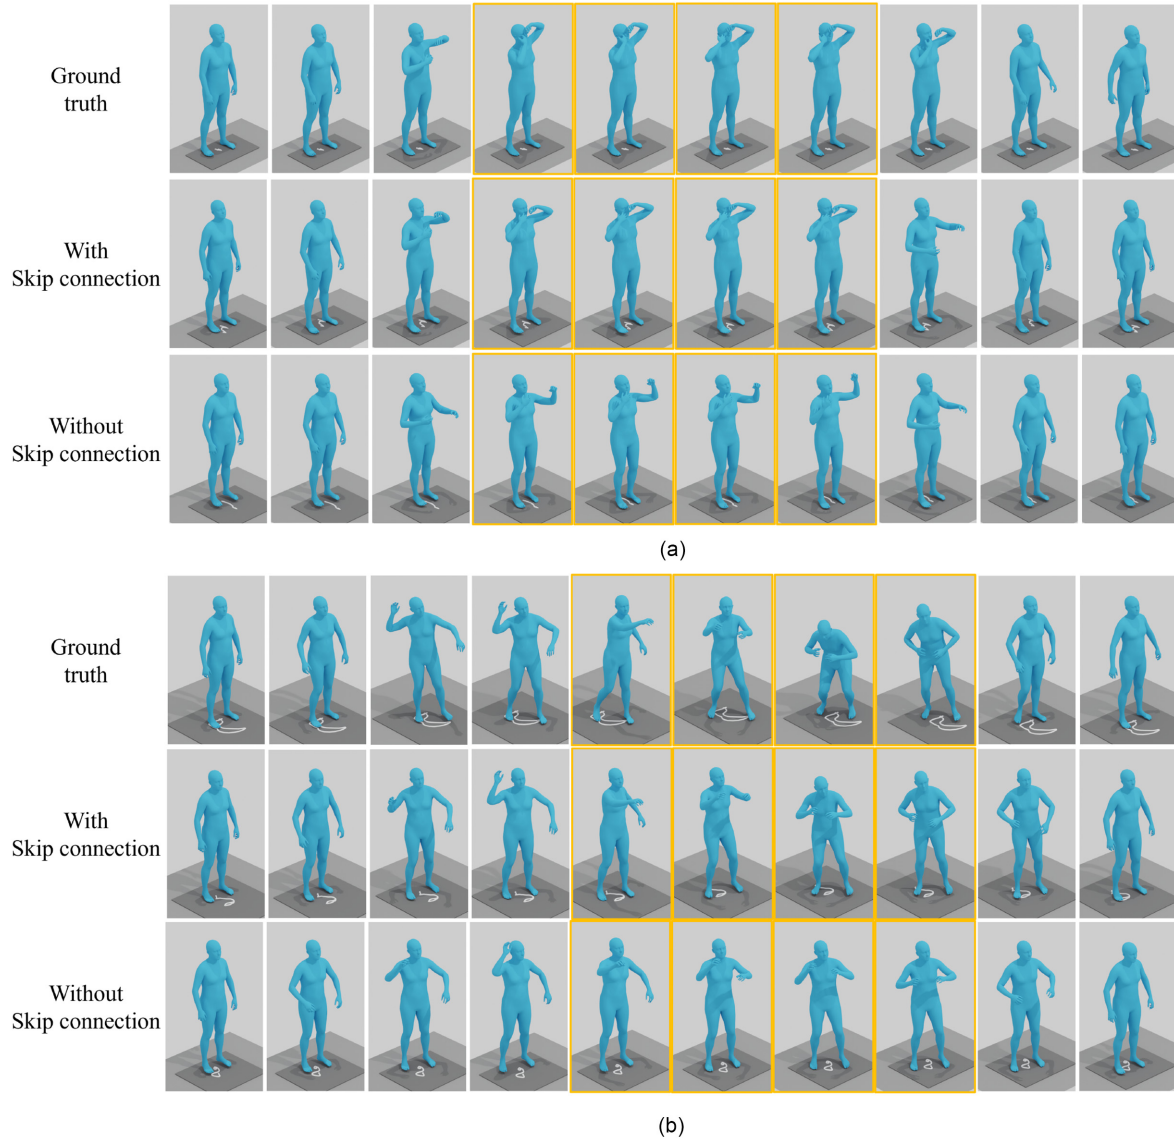 Ground
truth
With
Skip connection
Without
Skip connection
(a)
Ground
truth
With
Skip connection
Without
Skip connection
(b)